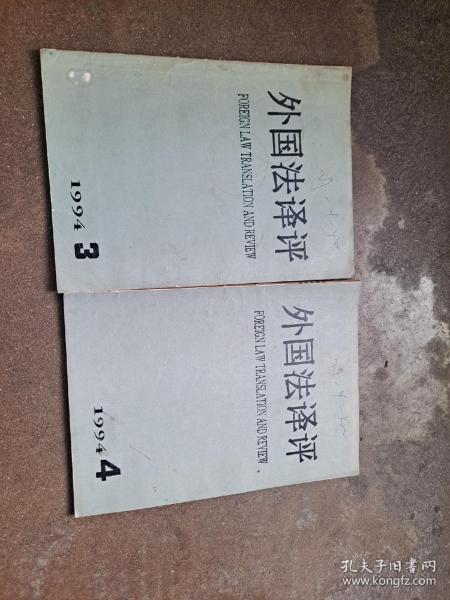 外国法译评
FOREIGN LAW TRANSLATION AND REVIEW
1994 3
外国法译评
FOREIGN LAW TRANSLATION AND REVIEW
1994 4
孔夫子旧书网
www.kongfz.com